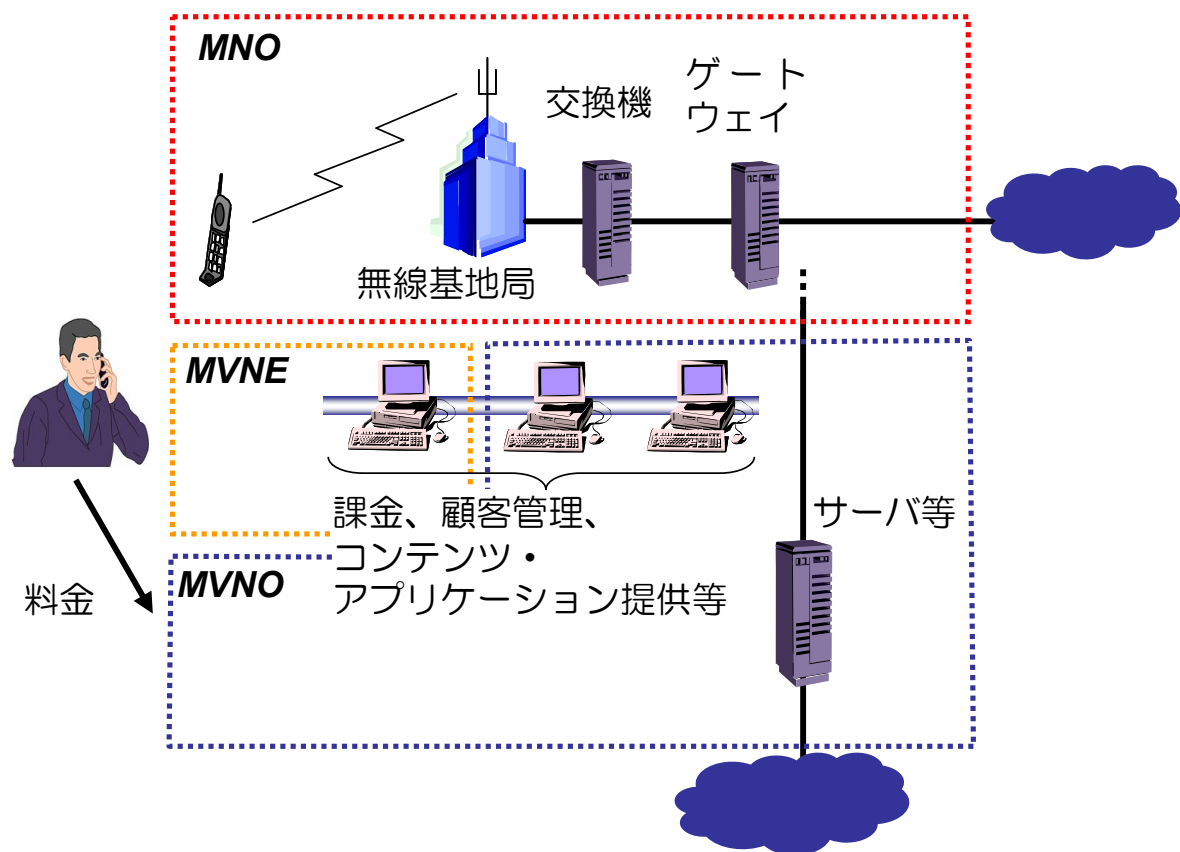 MNO
交換機
ゲート
ウェイ
無線基地局
MVNE
課金、顧客管理、
コンテンツ・
アプリケーション提供等
サーバ等
MVNO
料金